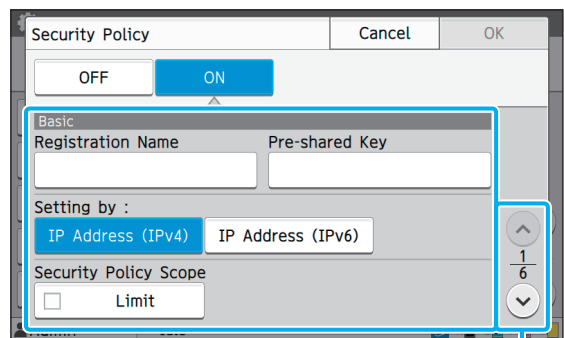 Security Policy Cancel OK
OFF ON
Basic
Registration Name Pre-shared Key
Setting by :
IP Address (IPv4) IP Address (IPv6)
1
6
Security Policy Scope
Limit